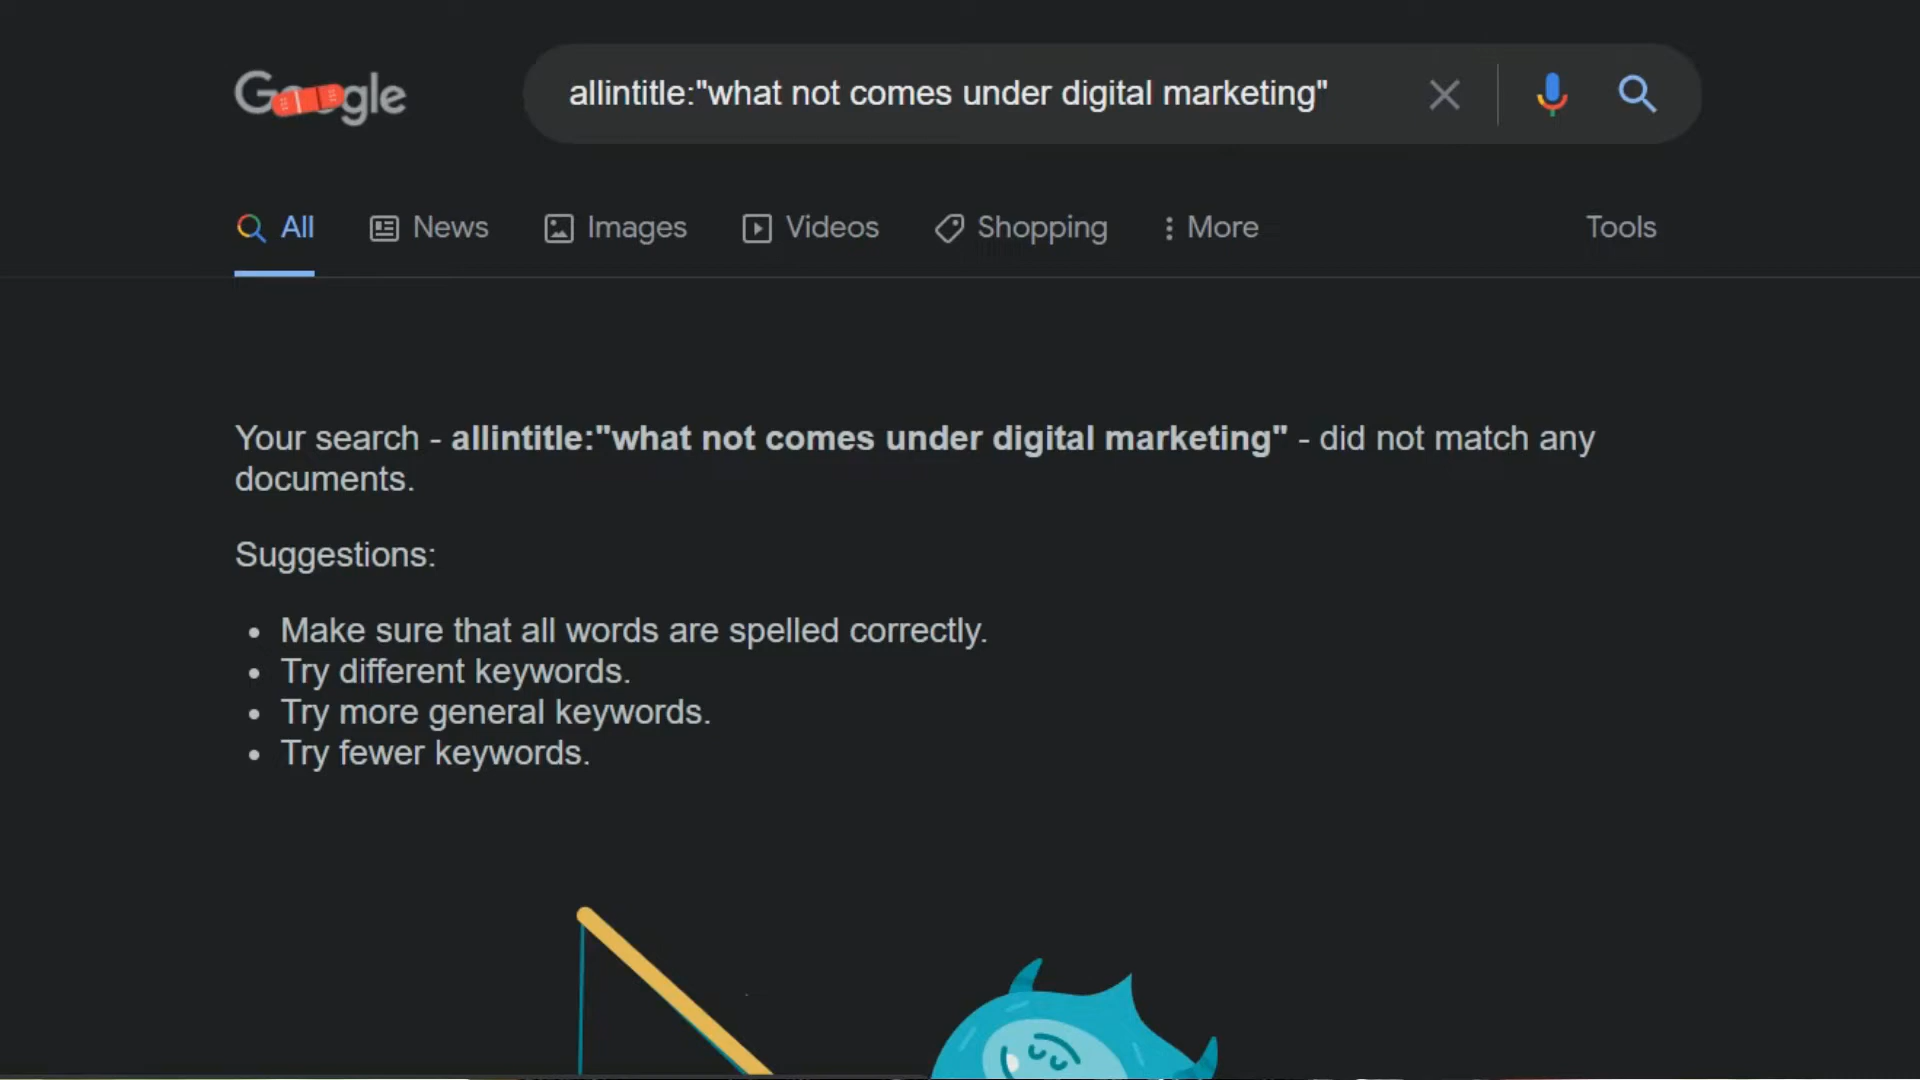 Google
allintitle:"what not comes under digital marketing"
All News Images Videos Shopping More Tools
Your search - allintitle:"what not comes under digital marketing" - did not match any
documents.
Suggestions:
Make sure that all words are spelled correctly.
Try different keywords.
Try more general keywords.
Try fewer keywords.